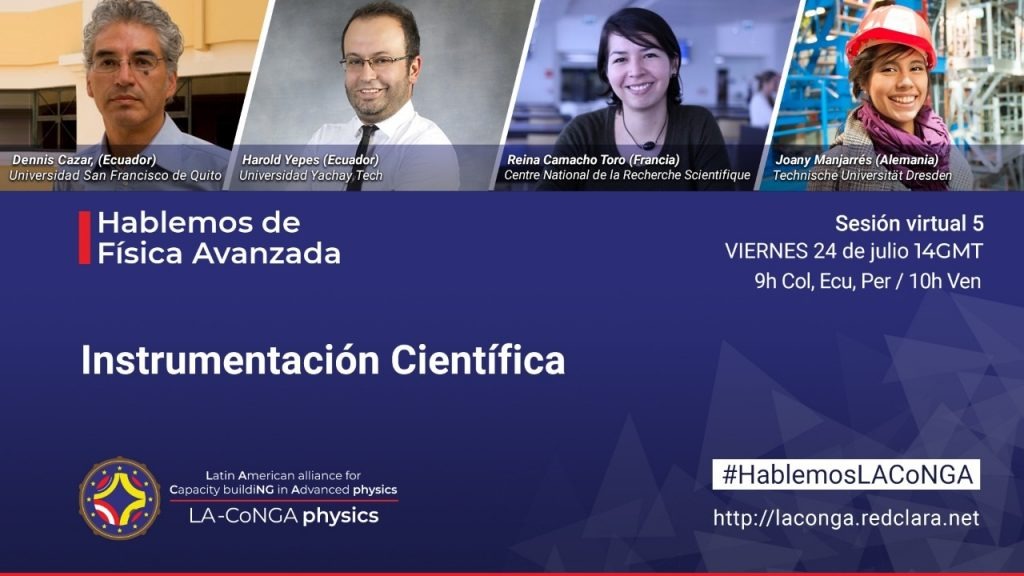 Dennis Cazar, (Ecuador)
Universidad San Francisco de Quito
Harold Yepes (Ecuador)
Universidad Yachay Tech
Reina Camacho Toro (Francia)
Centre National de la Recherche Scientifique
Joany Manjarrés (Alemania)
Technische Universität Dresden
Hablemos de
Física Avanzada
Sesión virtual 5
VIERNES 24 de julio 14GMT
9h Col, Ecu, Per / 10h Ven
Instrumentación Científica
Latin American alliance for
Capacity buildiNG in Advanced physics
LA-CoNGA physics
#HablemosLACoNGA
http://laconga.redclara.net